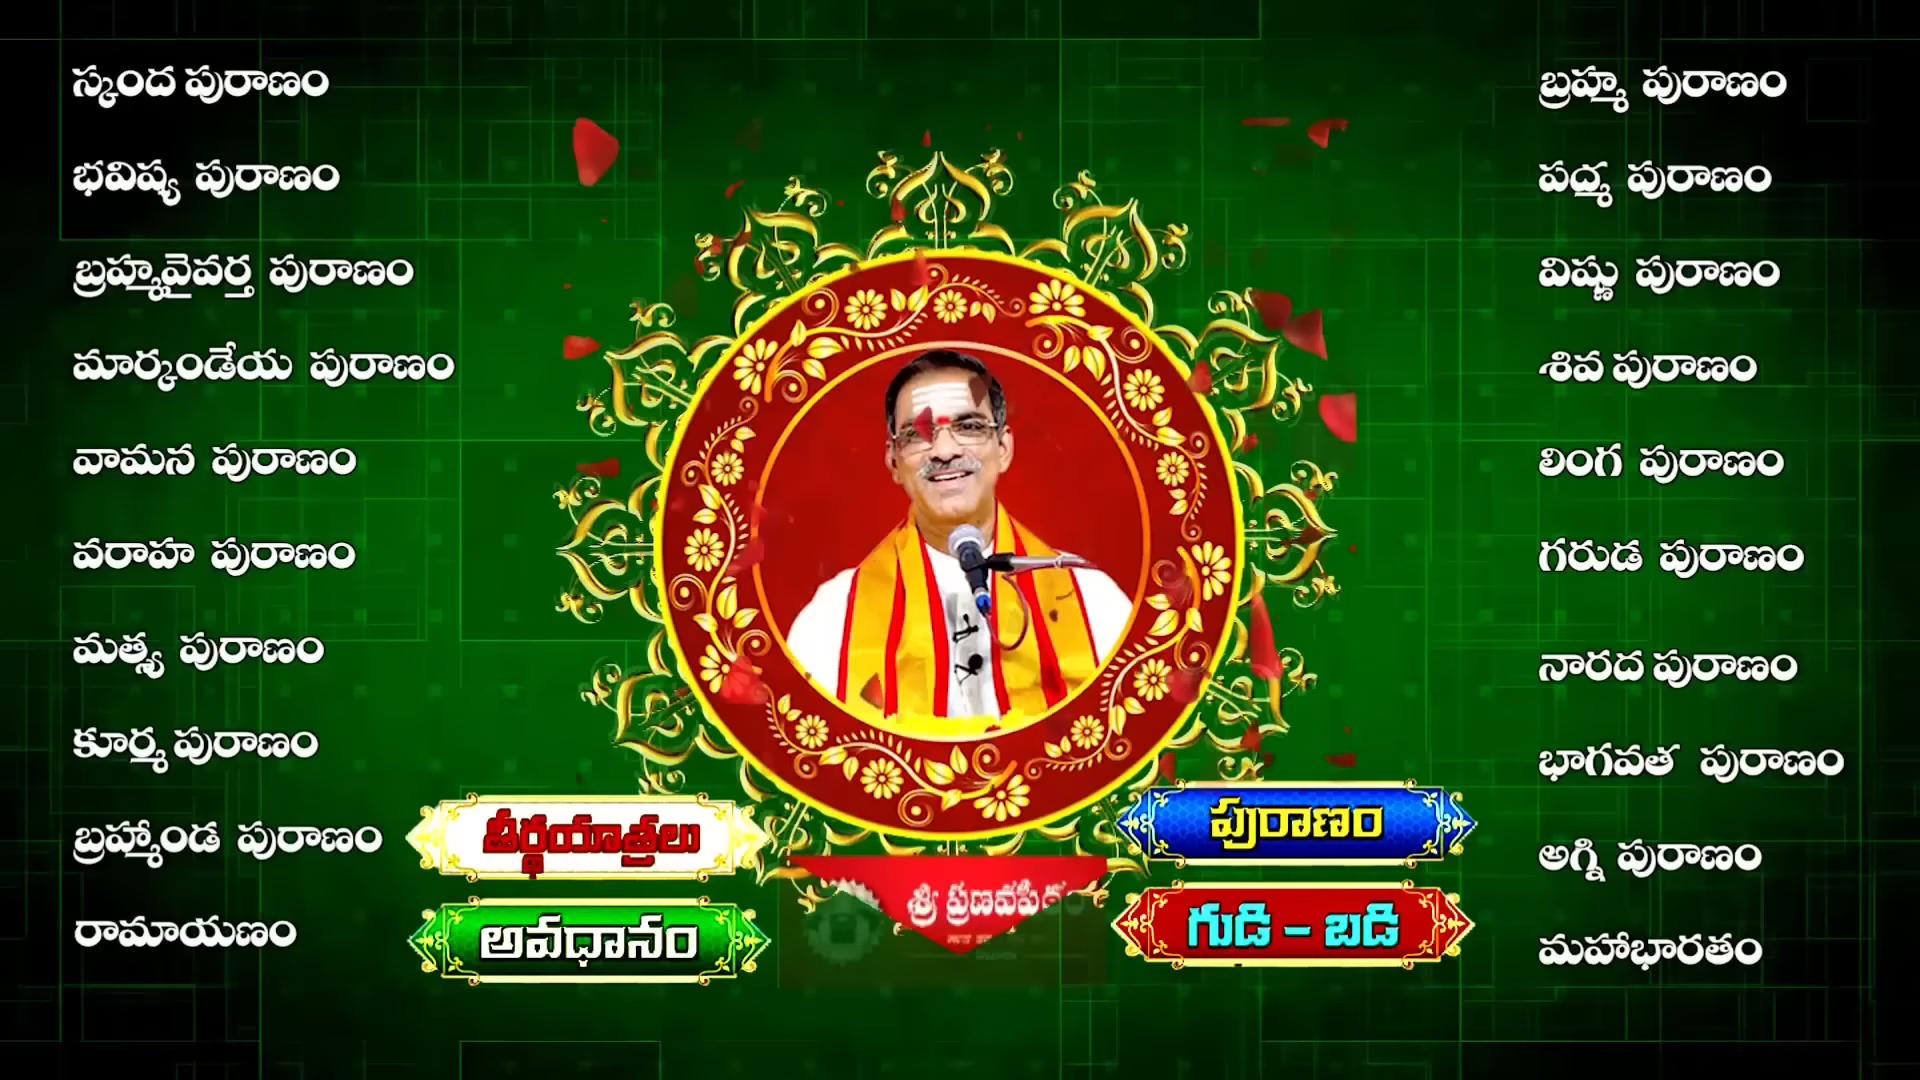 స్కంద పురాణం
భవిష్య పురాణం
బ్రహ్మవైవర్త పురాణం
మార్కండేయ పురాణం
వామన పురాణం
వరాహ పురాణం
మత్స్య పురాణం
కూర్మ పురాణం
బ్రహ్మాండ పురాణం
రామాయణం
తీర్థయాత్రలు
అవధానం
శ్రీ ప్రణవపీఠం
పురాణం
గుడి – బడి
బ్రహ్మ పురాణం
పద్మ పురాణం
విష్ణు పురాణం
శివ పురాణం
లింగ పురాణం
గరుడ పురాణం
నారద పురాణం
భాగవత పురాణం
అగ్ని పురాణం
మహాభారతం